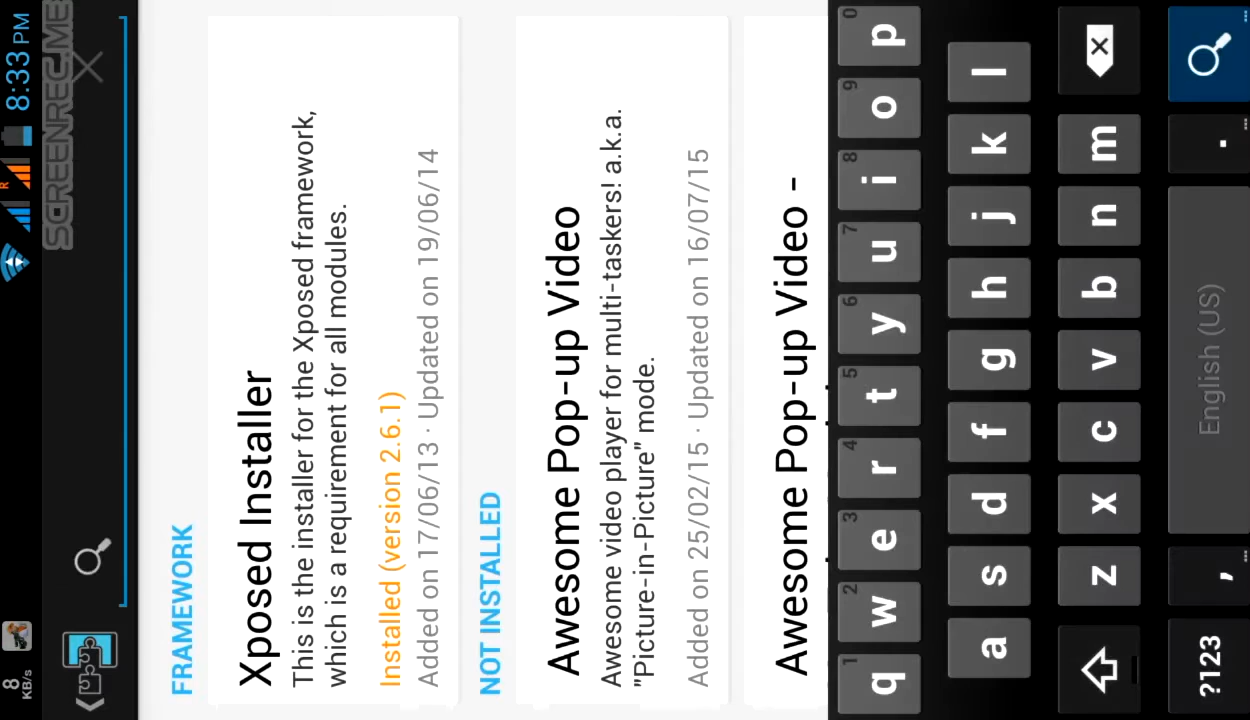 8
KB/s
R
8:33 PM
SCREENREC.ME
FRAMEWORK
Xposed Installer
This is the installer for the Xposed framework,
which is a requirement for all modules.
Installed (version 2.6.1)
Added on 17/06/13 · Updated on 19/06/14
NOT INSTALLED
Awesome Pop-up Video
Awesome video player for multi-taskers! a.k.a.
"Picture-in-Picture" mode.
Added on 25/02/15 · Updated on 16/07/15
Awesome Pop-up Video -
1 2 3 4 5 6 7 8 9 0
q w e r t y u i o p
a s d f g h j k l
z x c v b n m
?123 , English (US) .